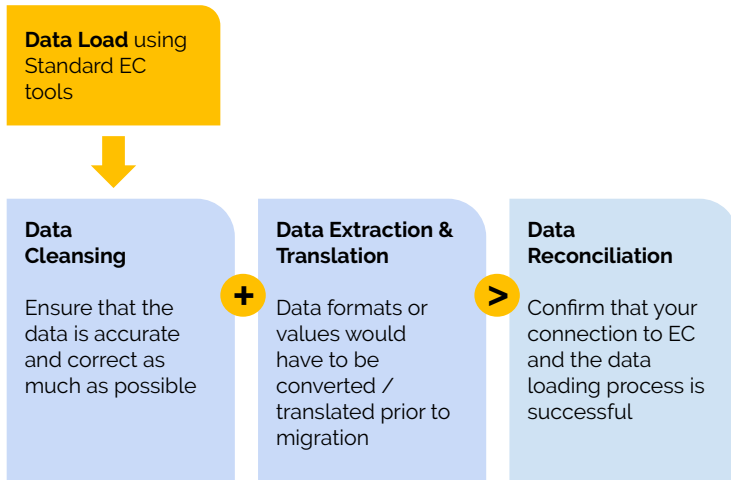 Data Load using
Standard EC
tools
Data
Cleansing
Ensure that the
data is accurate
and correct as
much as possible
+
Data Extraction &
Translation
Data formats or
values would
have to be
converted /
translated prior to
migration
>
Data
Reconciliation
Confirm that your
connection to EC
and the data
loading process is
successful